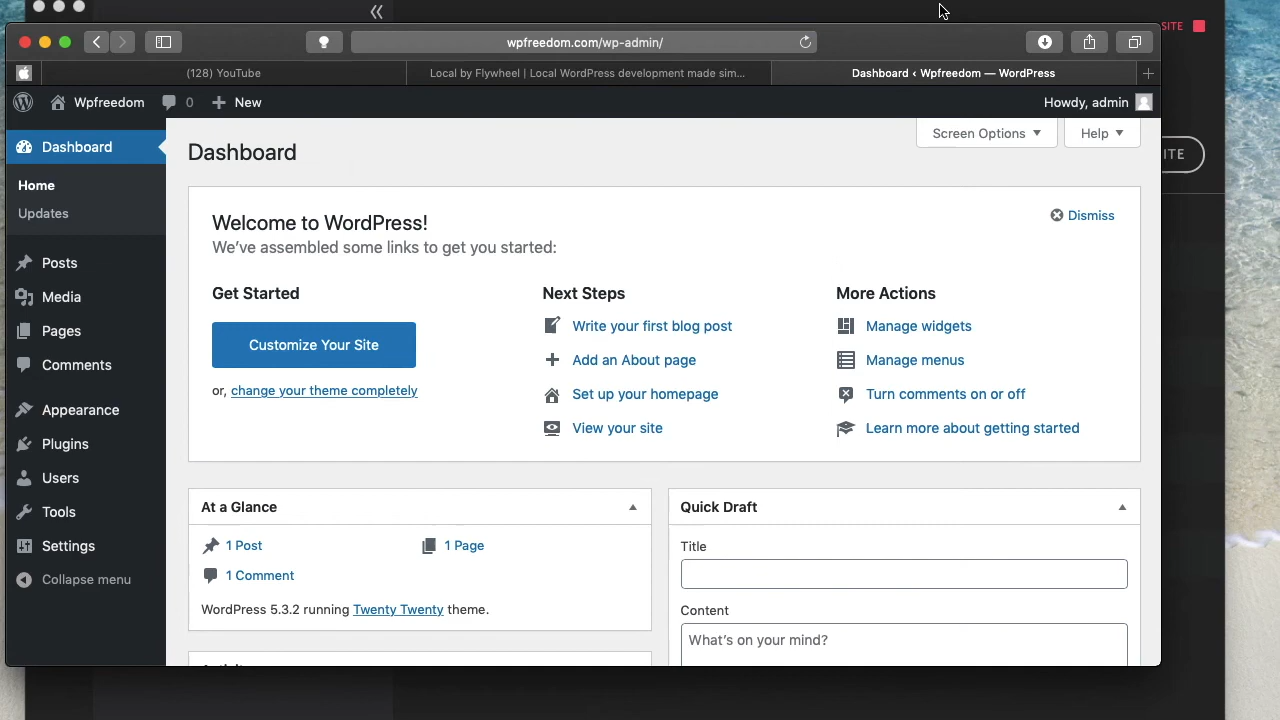 SITE
wpfreedom.com/wp-admin/
(128) YouTube
Local by Flywheel | Local WordPress development made sim...
Dashboard ‹ Wpfreedom — WordPress
Wpfreedom
0
New
Howdy, admin
Dashboard
Home
Updates
Posts
Media
Pages
Comments
Appearance
Plugins
Users
Tools
Settings
Collapse menu
Dashboard
Screen Options
Help
ITE
Welcome to WordPress!
We've assembled some links to get you started:
Dismiss
Get Started
Customize Your Site
or, change your theme completely
Next Steps
Write your first blog post
Add an About page
Set up your homepage
View your site
More Actions
Manage widgets
Manage menus
Turn comments on or off
Learn more about getting started
At a Glance
1 Post
1 Page
1 Comment
WordPress 5.3.2 running Twenty Twenty theme.
Quick Draft
Title
Content
What's on your mind?